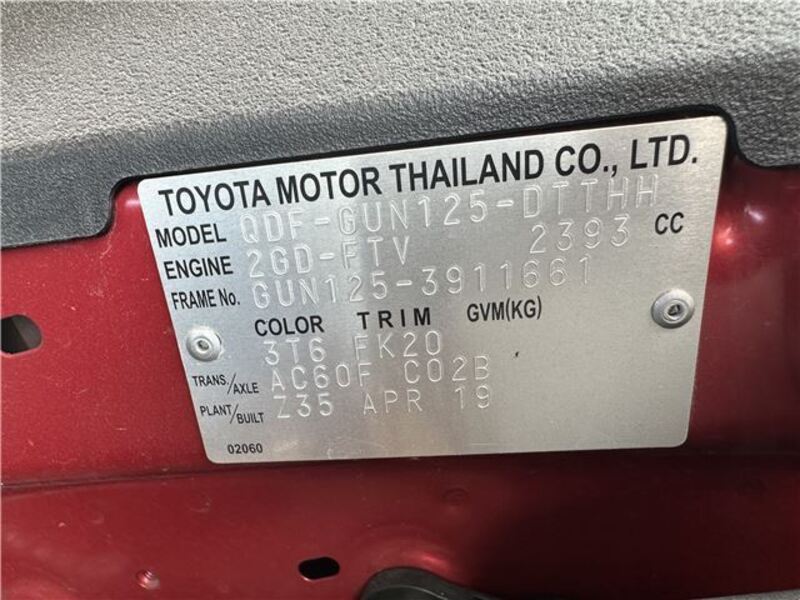 TOYOTA MOTOR THAILAND CO., LTD.
MODEL QDF-GUN125-DTTHH
ENGINE 2GD-FTV 2393 CC
FRAME No. GUN125-3911661
COLOR TRIM GVM(KG)
3T6 FK20
TRANS./AXLE AC60F C02B
PLANT/BUILT Z35 APR 19
02060